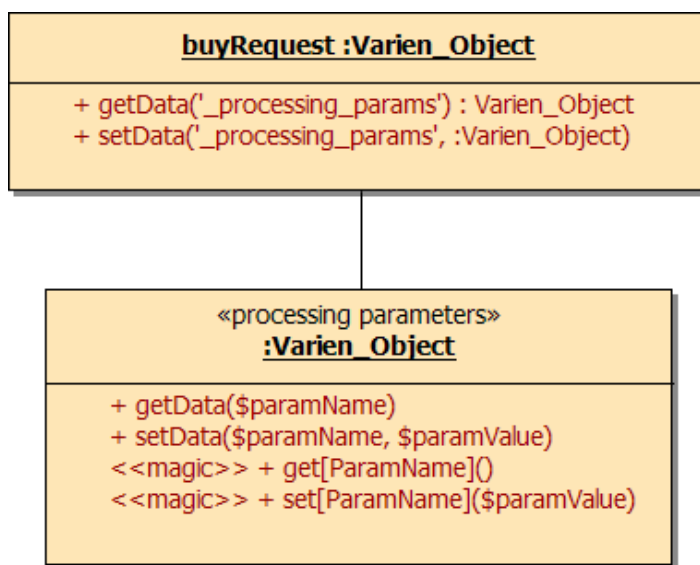 buyRequest :Varien_Object
+ getData('_processing_params') : Varien_Object
+ setData('_processing_params', :Varien_Object)
«processing parameters»
:Varien_Object
+ getData($paramName)
+ setData($paramName, $paramValue)
<<magic>> + get[ParamName]()
<<magic>> + set[ParamName]($paramValue)